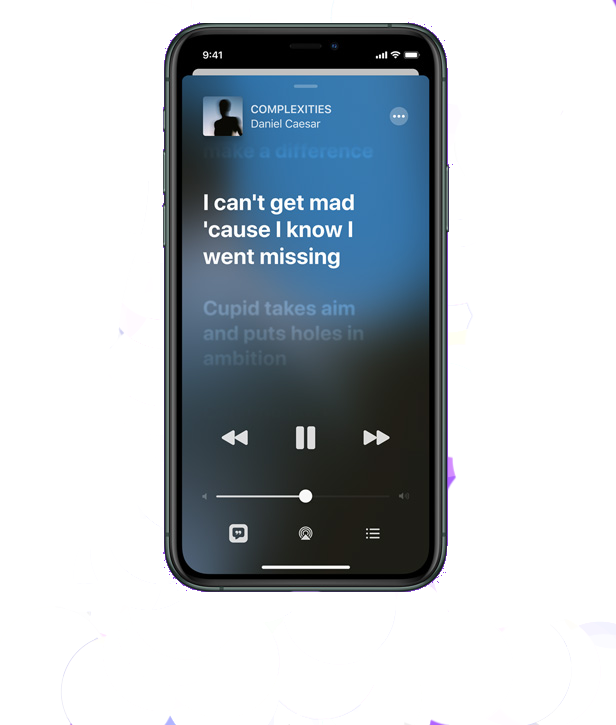 9:41
COMPLEXITIES
Daniel Caesar
make a difference
I can't get mad
'cause I know I
went missing
Cupid takes aim
and puts holes in
ambition